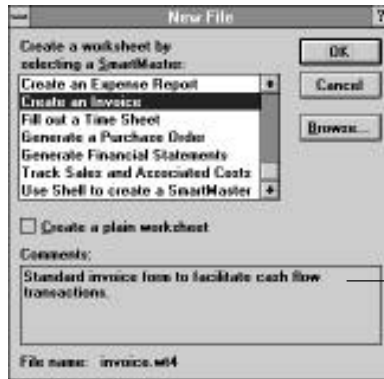 New File
?
Create a worksheet by
selecting a SmartMaster:
Create an Expense Report
Create an Invoice
Fill out a Time Sheet
Generate a Purchase Order
Generate Financial Statements
Track Sales and Associated Costs
Use Shell to create a SmartMaster
OK
Cancel
Browse...
Create a plain worksheet
Comments:
Standard invoice form to facilitate cash flow
transactions.
File name: invoice.wt4